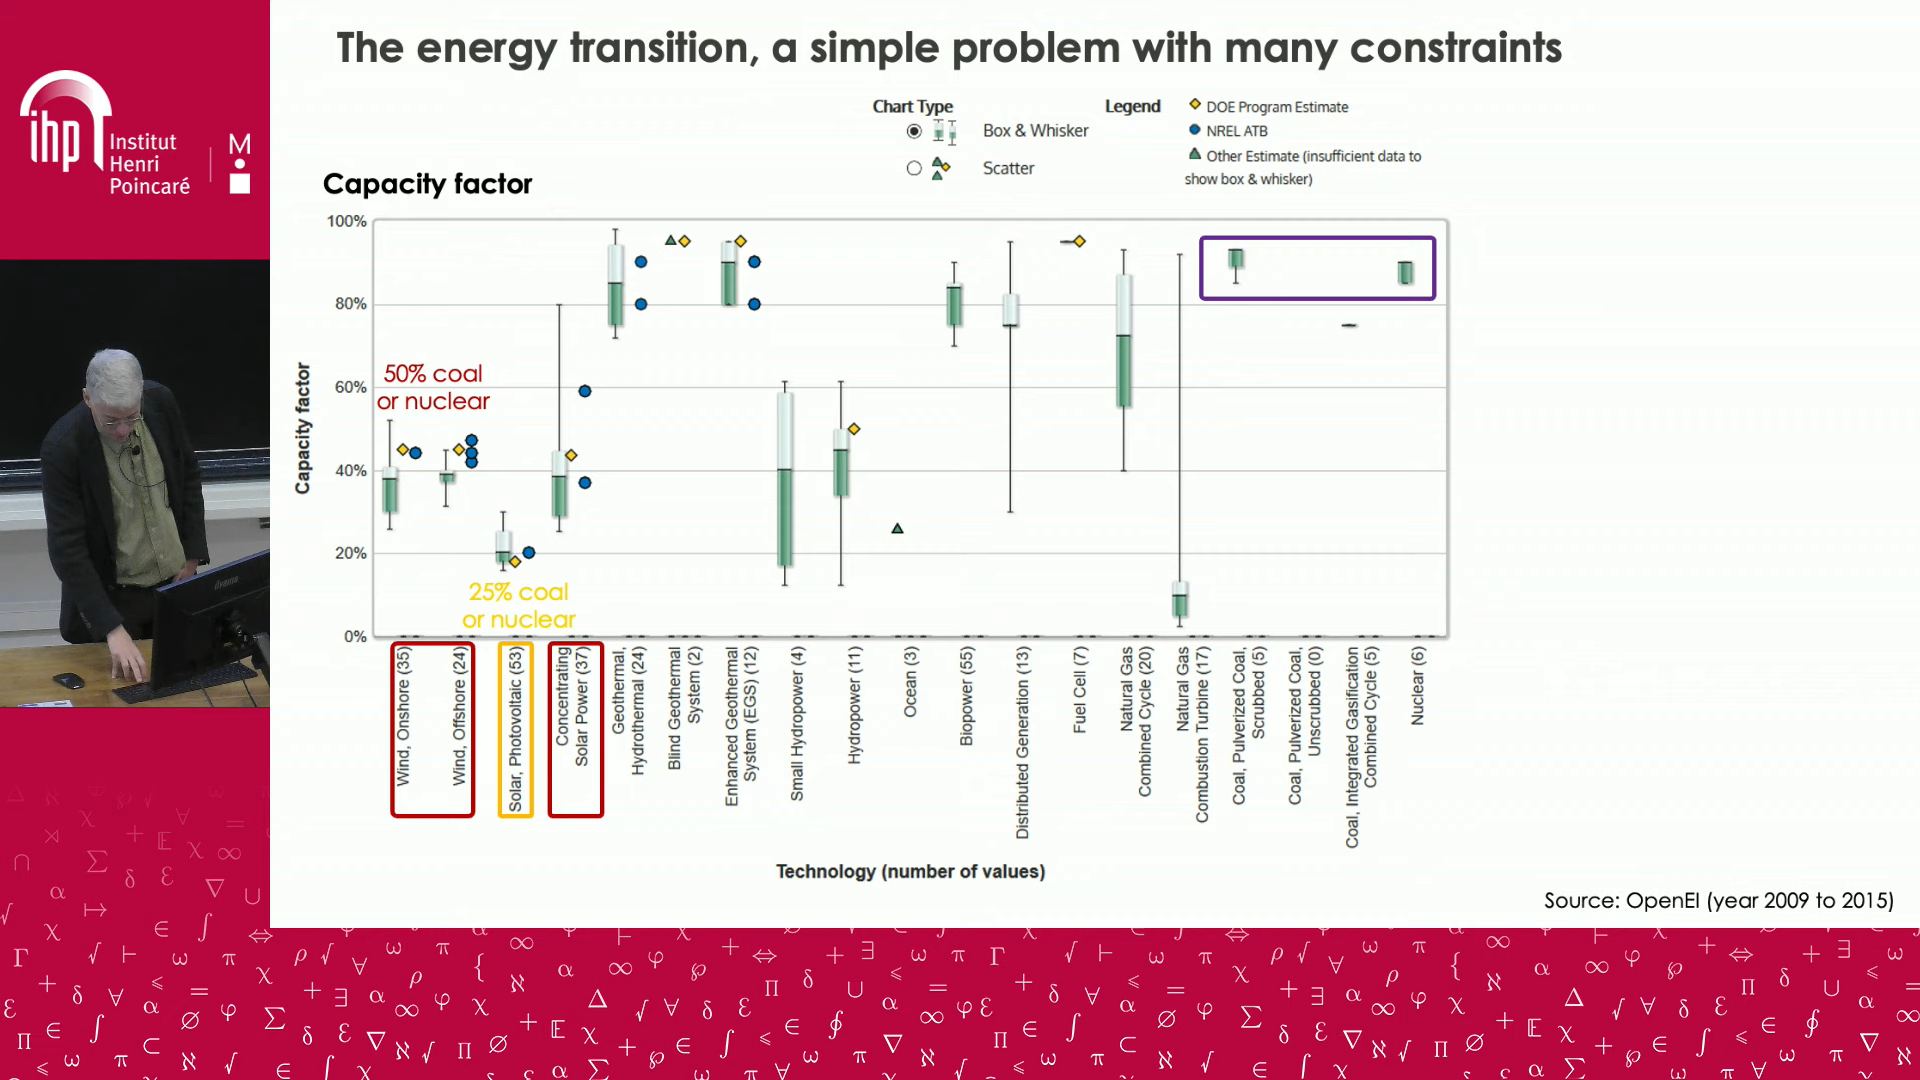 The energy transition, a simple problem with many constraints
ihp
Institut
Henri
Poincaré
M
Chart Type
Box & Whisker
Scatter
Legend
DOE Program Estimate
NREL ATB
Other Estimate (insufficient data to
show box & whisker)
Capacity factor
Capacity factor
100%
80%
60%
40%
20%
0%
50% coal
or nuclear
25% coal
or nuclear
Wind, Onshore (35)
Wind, Offshore (24)
Solar, Photovoltaic (53)
Concentrating
Solar Power (37)
Geothermal,
Hydrothermal (24)
Blind Geothermal
System (2)
Enhanced Geothermal
System (EGS) (12)
Small Hydropower (4)
Hydropower (11)
Ocean (3)
Biopower (55)
Distributed Generation (13)
Fuel Cell (7)
Natural Gas
Combined Cycle (20)
Natural Gas
Combustion Turbine (17)
Coal, Pulverized Coal,
Scrubbed (5)
Coal, Pulverized Coal,
Unscrubbed (0)
Coal, Integrated Gasification
Combined Cycle (5)
Nuclear (6)
Technology (number of values)
Source: OpenEI (year 2009 to 2015)
iiyama